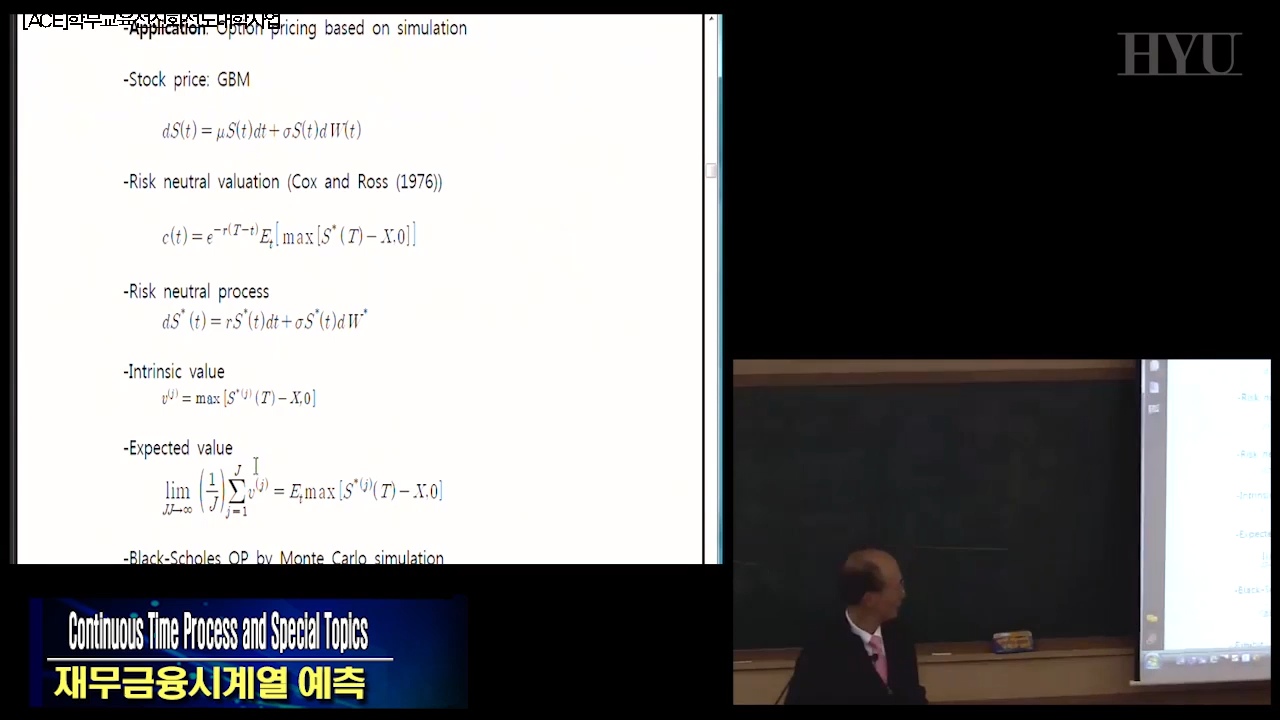 [ACE]학부교육선진화선도대학사업
-Application: Option pricing based on simulation
HYU
-Stock price: GBM
dS(t) = μS(t)dt + σS(t)dW(t)
-Risk neutral valuation (Cox and Ross (1976))
c(t) = e^{-r(T-t)}E_t[max[S^*(T) - X,0]]
-Risk neutral process
dS^*(t) = rS^*(t)dt + σS^*(t)dW^*
-Intrinsic value
v^{(j)} = max[S^{*(j)}(T) - X,0]
-Expected value
lim_{JJ→∞} (1/J) ∑_{j=1}^{J} v^{(j)} = E_t max[S^{*(j)}(T) - X,0]
-Black-Scholes OP by Monte Carlo simulation
Continuous Time Process and Special Topics
재무금융시계열 예측